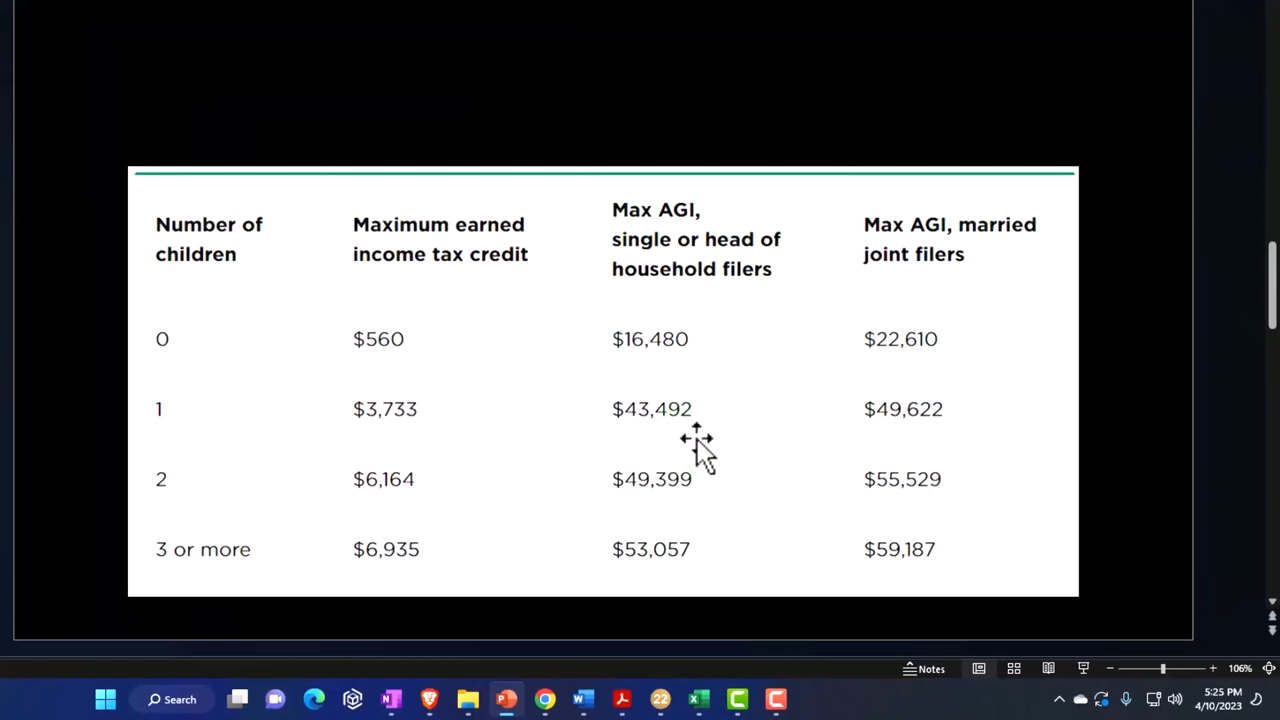 Number of children
Maximum earned income tax credit
Max AGI, single or head of household filers
Max AGI, married joint filers
0 $560 $16,480 $22,610
1 $3,733 $43,492 $49,622
2 $6,164 $49,399 $55,529
3 or more $6,935 $53,057 $59,187
Notes
106%
Search
22
5:25 PM
4/10/2023